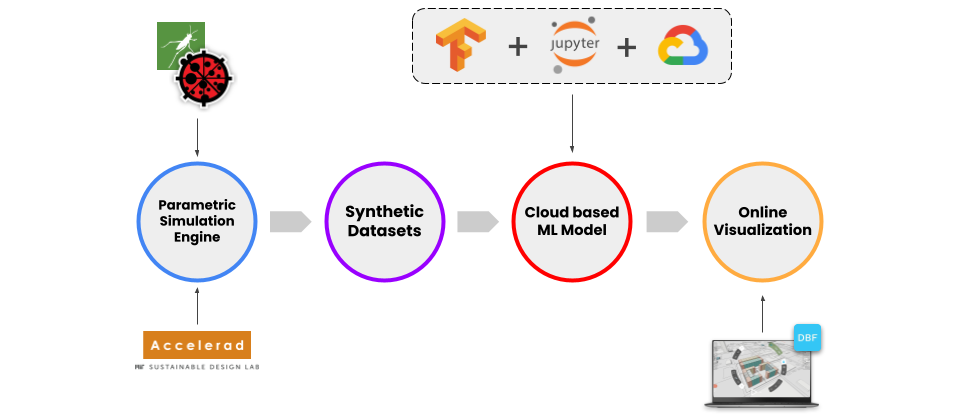 jupyter
Parametric
Simulation
Engine
Synthetic
Datasets
Cloud based
ML Model
Online
Visualization
Accelerad
MIT SUSTAINABLE DESIGN LAB
DBF